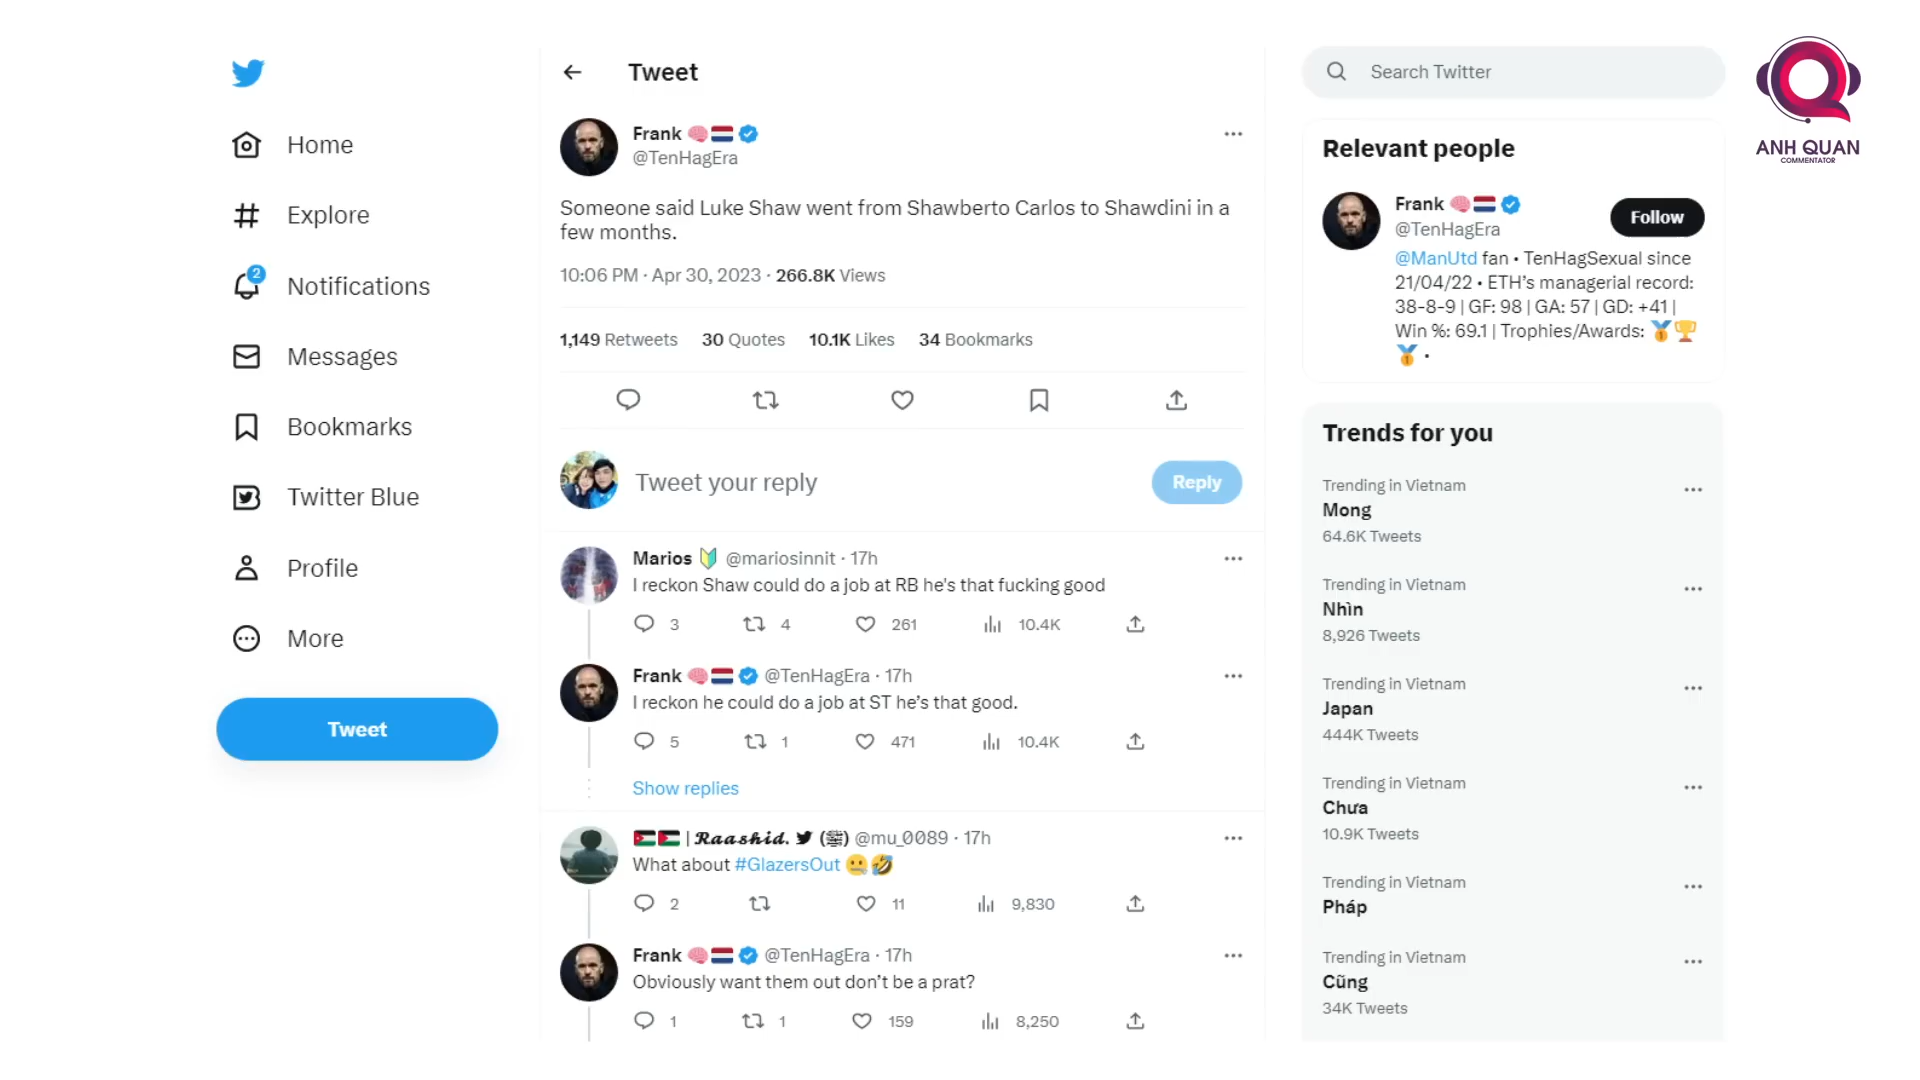 Home
Explore
2
Notifications
Messages
Bookmarks
Twitter Blue
Profile
More
Tweet
Tweet
Frank
@TenHagEra
Someone said Luke Shaw went from Shawberto Carlos to Shawdini in a
few months.
10:06 PM · Apr 30, 2023 · 266.8K Views
1,149 Retweets 30 Quotes 10.1K Likes 34 Bookmarks
Tweet your reply
Reply
Marios @mariosinnit · 17h
I reckon Shaw could do a job at RB he's that fucking good
3 4 261 10.4K
Frank @TenHagEra · 17h
I reckon he could do a job at ST he’s that good.
5 1 471 10.4K
Show replies
| 𝓡𝓪𝓪𝓼𝓱𝓲𝓭. (ﷺ) @mu_0089 · 17h
What about #GlazersOut
2 11 9,830
Frank @TenHagEra · 17h
Obviously want them out don’t be a prat?
1 1 159 8,250
Search Twitter
Relevant people
Frank
@TenHagEra
Follow
@ManUtd fan • TenHagSexual since
21/04/22 • ETH’s managerial record:
38-8-9 | GF: 98 | GA: 57 | GD: +41 |
Win %: 69.1 | Trophies/Awards:
•
Trends for you
Trending in Vietnam
Mong
64.6K Tweets
Trending in Vietnam
Nhìn
8,926 Tweets
Trending in Vietnam
Japan
444K Tweets
Trending in Vietnam
Chưa
10.9K Tweets
Trending in Vietnam
Pháp
Trending in Vietnam
Cũng
34K Tweets
ANH QUAN
COMMENTATOR